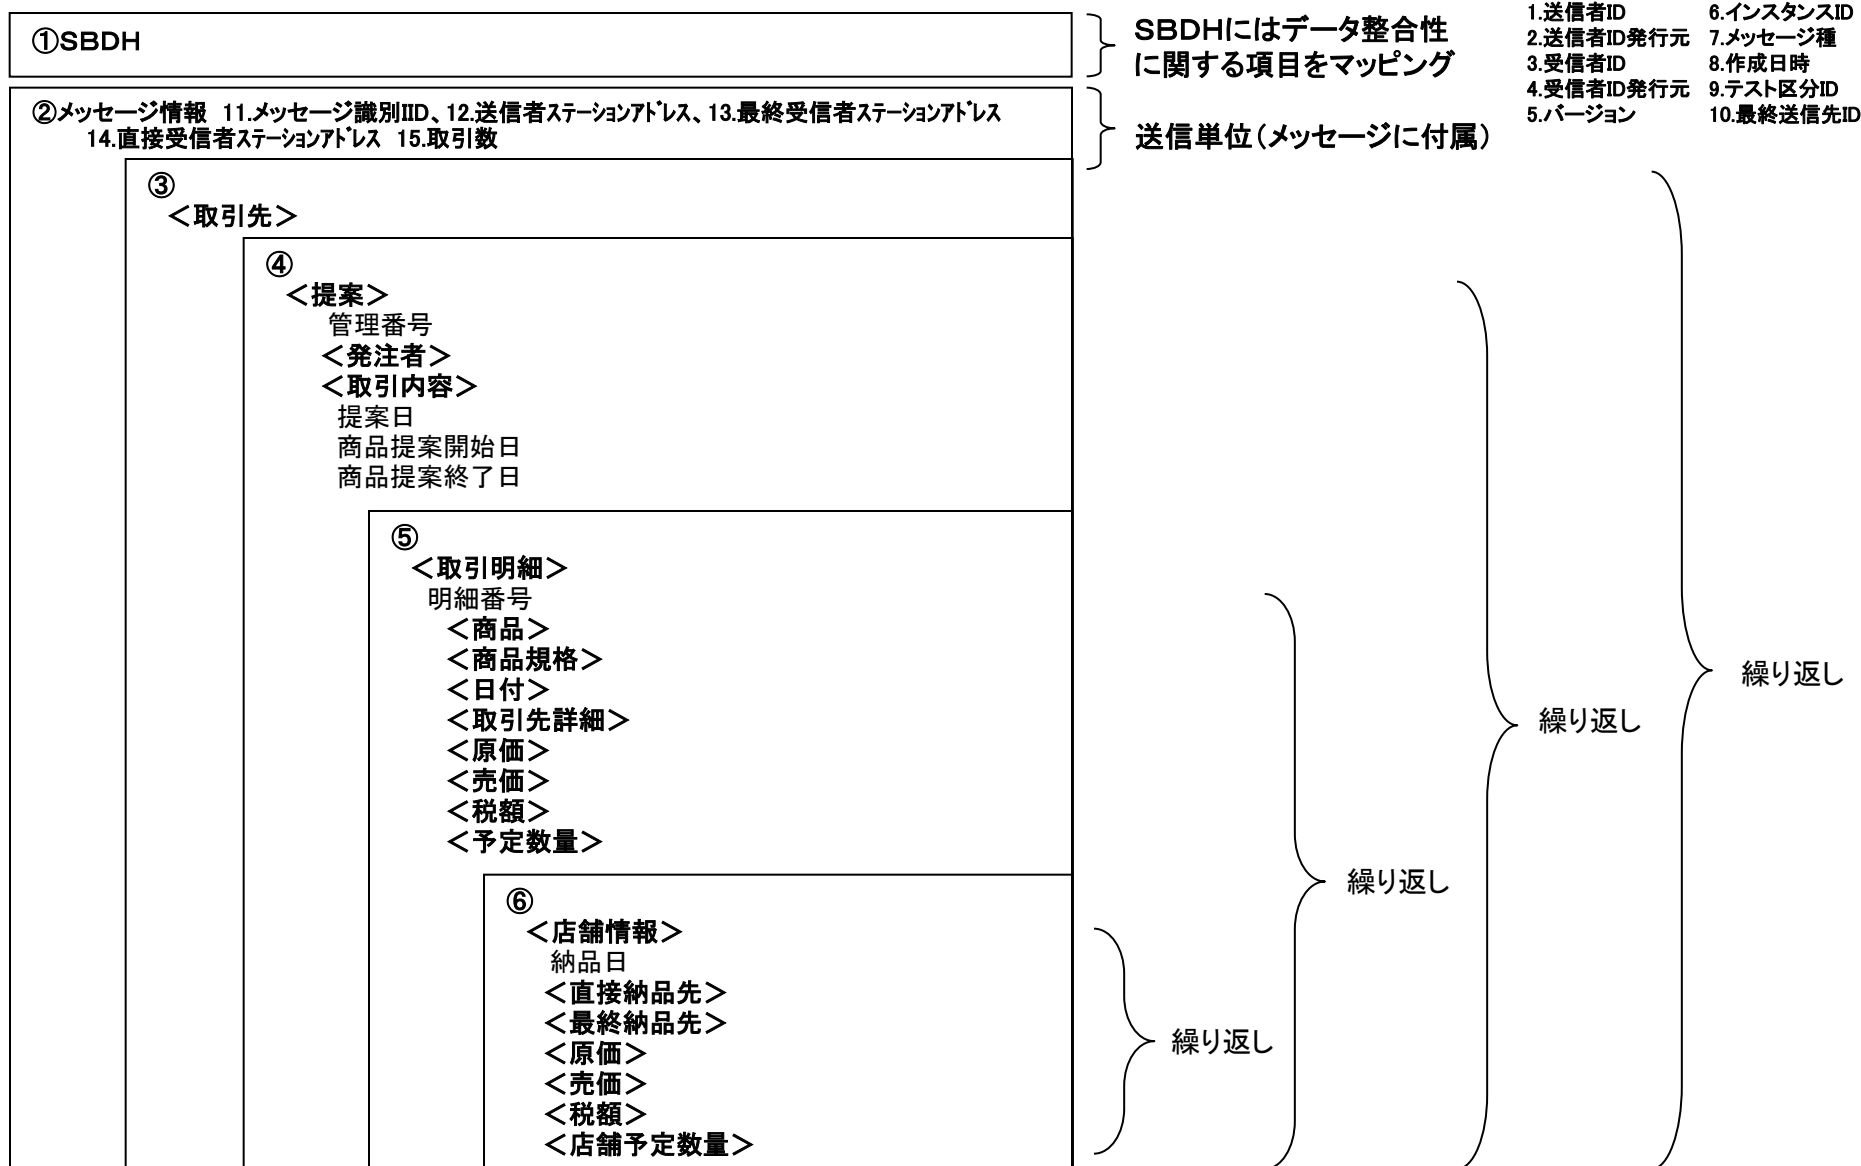 ①SBDH
SBDHにはデータ整合性
に関する項目をマッピング
1.送信者ID 6.インスタンスID
2.送信者ID発行元 7.メッセージ種
3.受信者ID 8.作成日時
4.受信者ID発行元 9.テスト区分ID
5.バージョン 10.最終送信先ID
②メッセージ情報 11.メッセージ識別IID、12.送信者ステーションアドレス、13.最終受信者ステーションアドレス
14.直接受信者ステーションアドレス 15.取引数
送信単位(メッセージに付属)
③
<取引先>
④
<提案>
管理番号
<発注者>
<取引内容>
提案日
商品提案開始日
商品提案終了日
⑤
<取引明細>
明細番号
<商品>
<商品規格>
<日付>
<取引先詳細>
<原価>
<売価>
<税額>
<予定数量>
⑥
<店舗情報>
納品日
<直接納品先>
<最終納品先>
<原価>
<売価>
<税額>
<店舗予定数量>
繰り返し
繰り返し
繰り返し
繰り返し